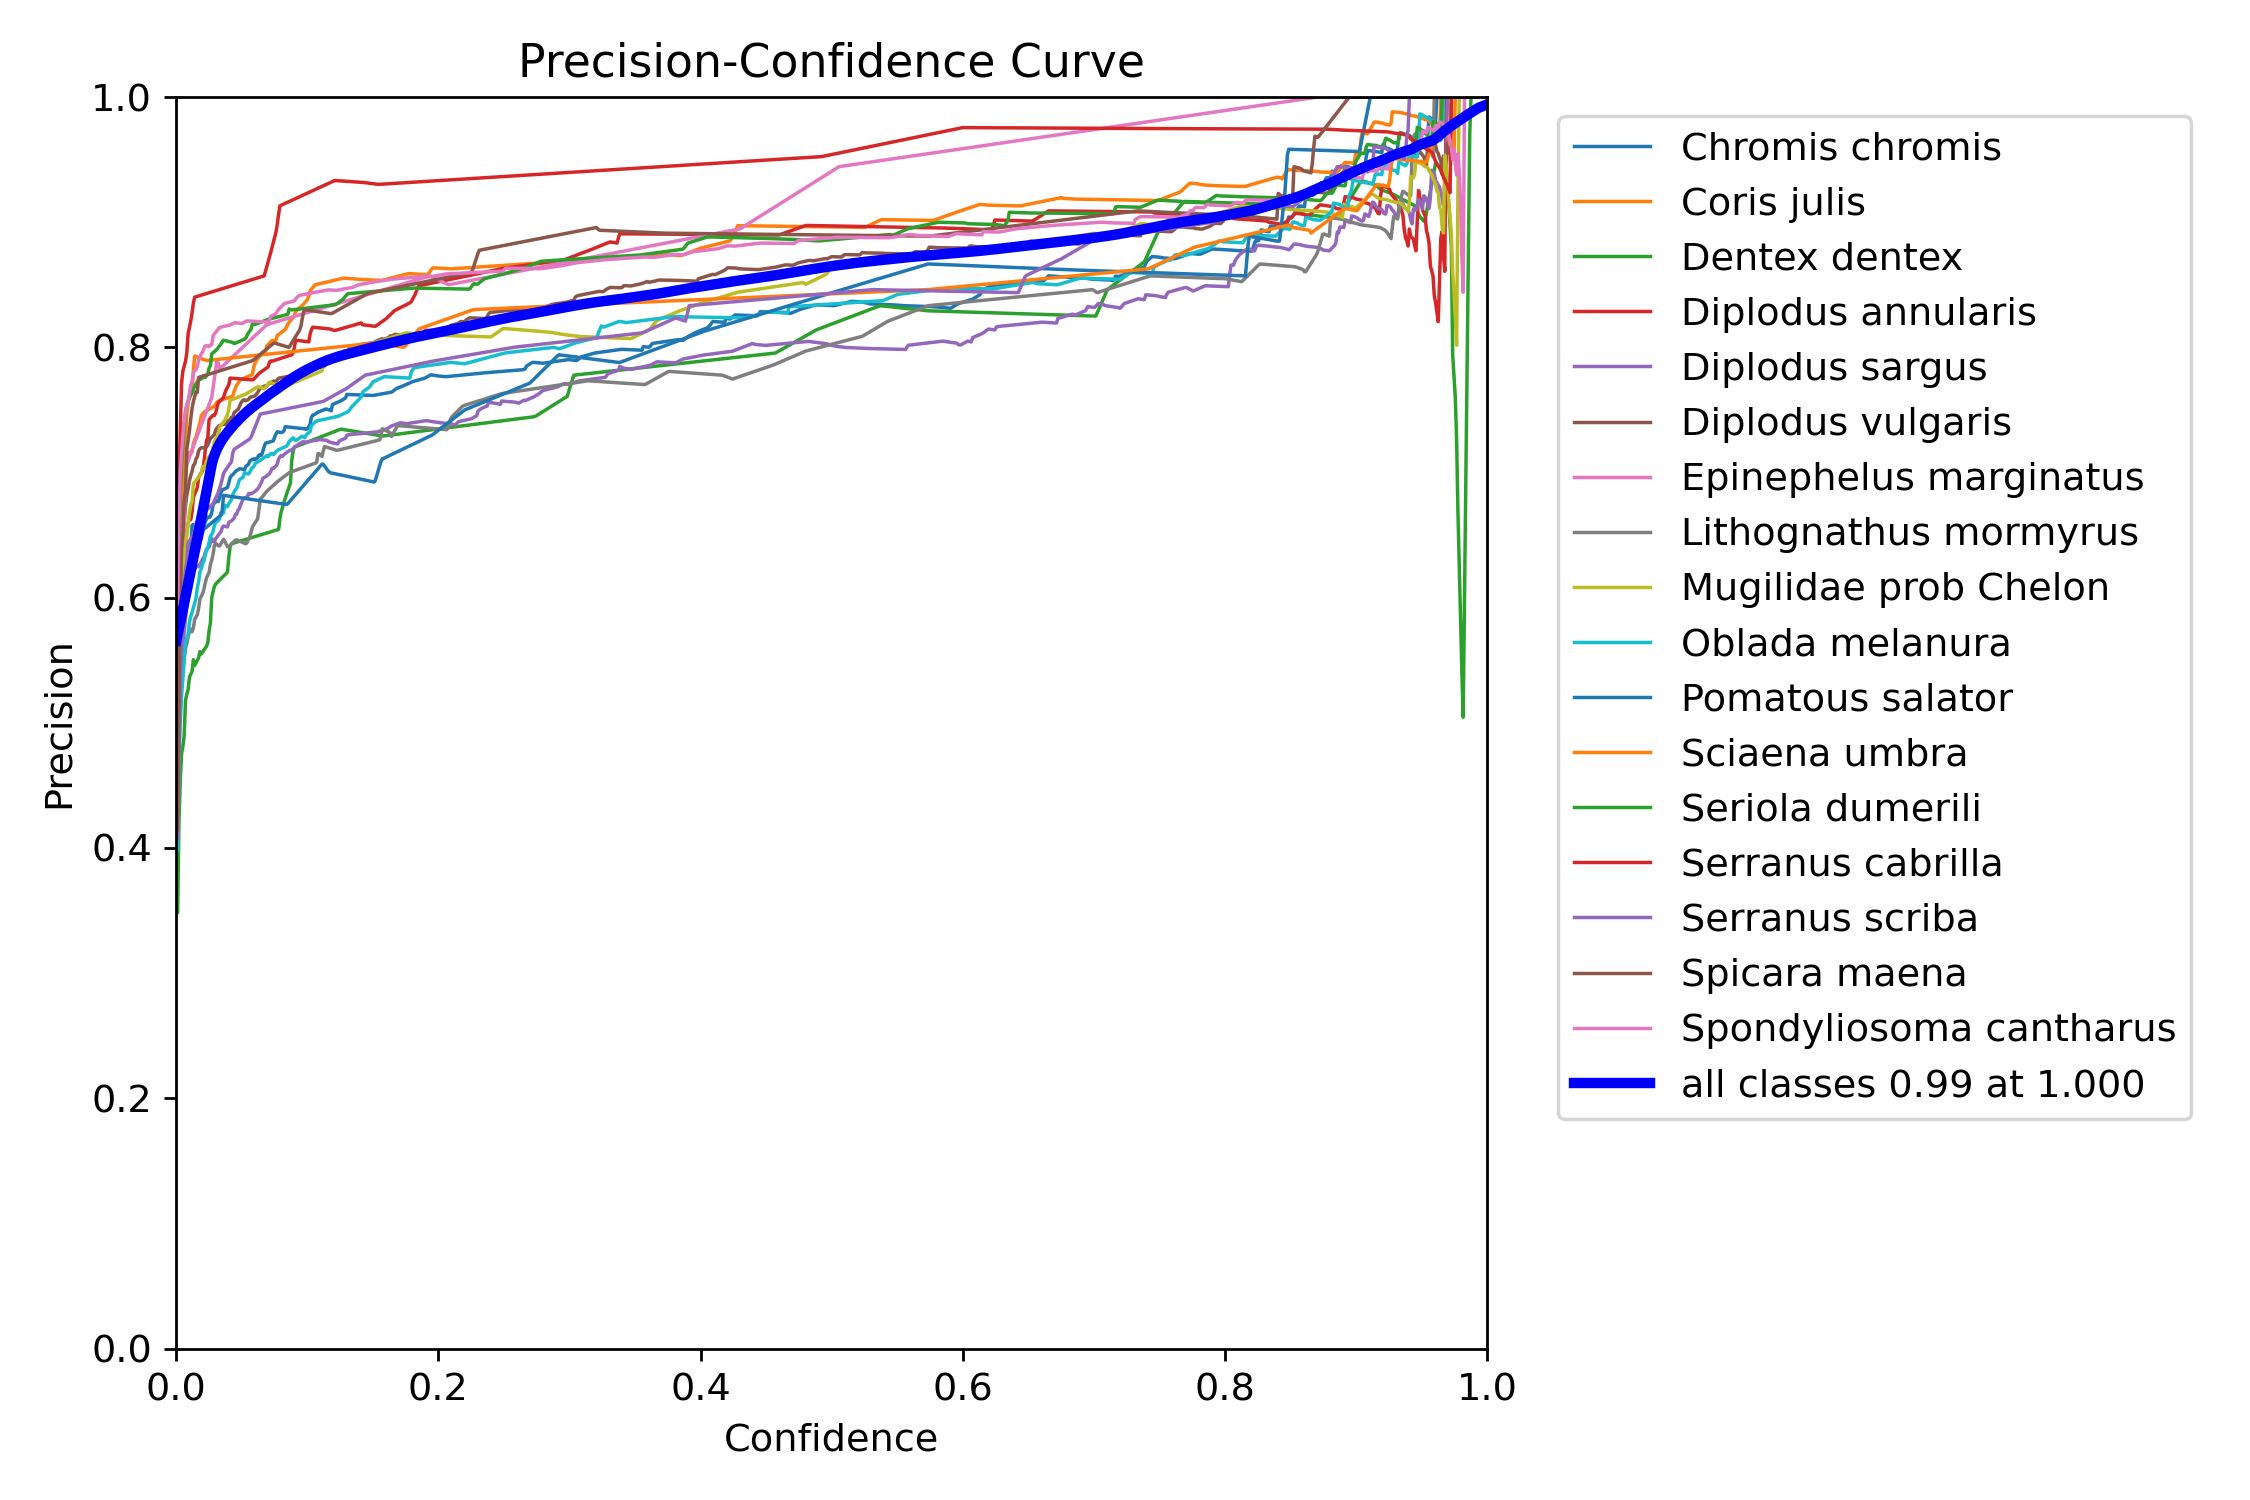 Precision-Confidence Curve
1.0
0.8
0.6
0.4
0.2
0.0
Precision
0.0 0.2 0.4 0.6 0.8 1.0
Confidence
Chromis chromis
Coris julis
Dentex dentex
Diplodus annularis
Diplodus sargus
Diplodus vulgaris
Epinephelus marginatus
Lithognathus mormyrus
Mugilidae prob Chelon
Oblada melanura
Pomatous salator
Sciaena umbra
Seriola dumerili
Serranus cabrilla
Serranus scriba
Spicara maena
Spondyliosoma cantharus
all classes 0.99 at 1.000